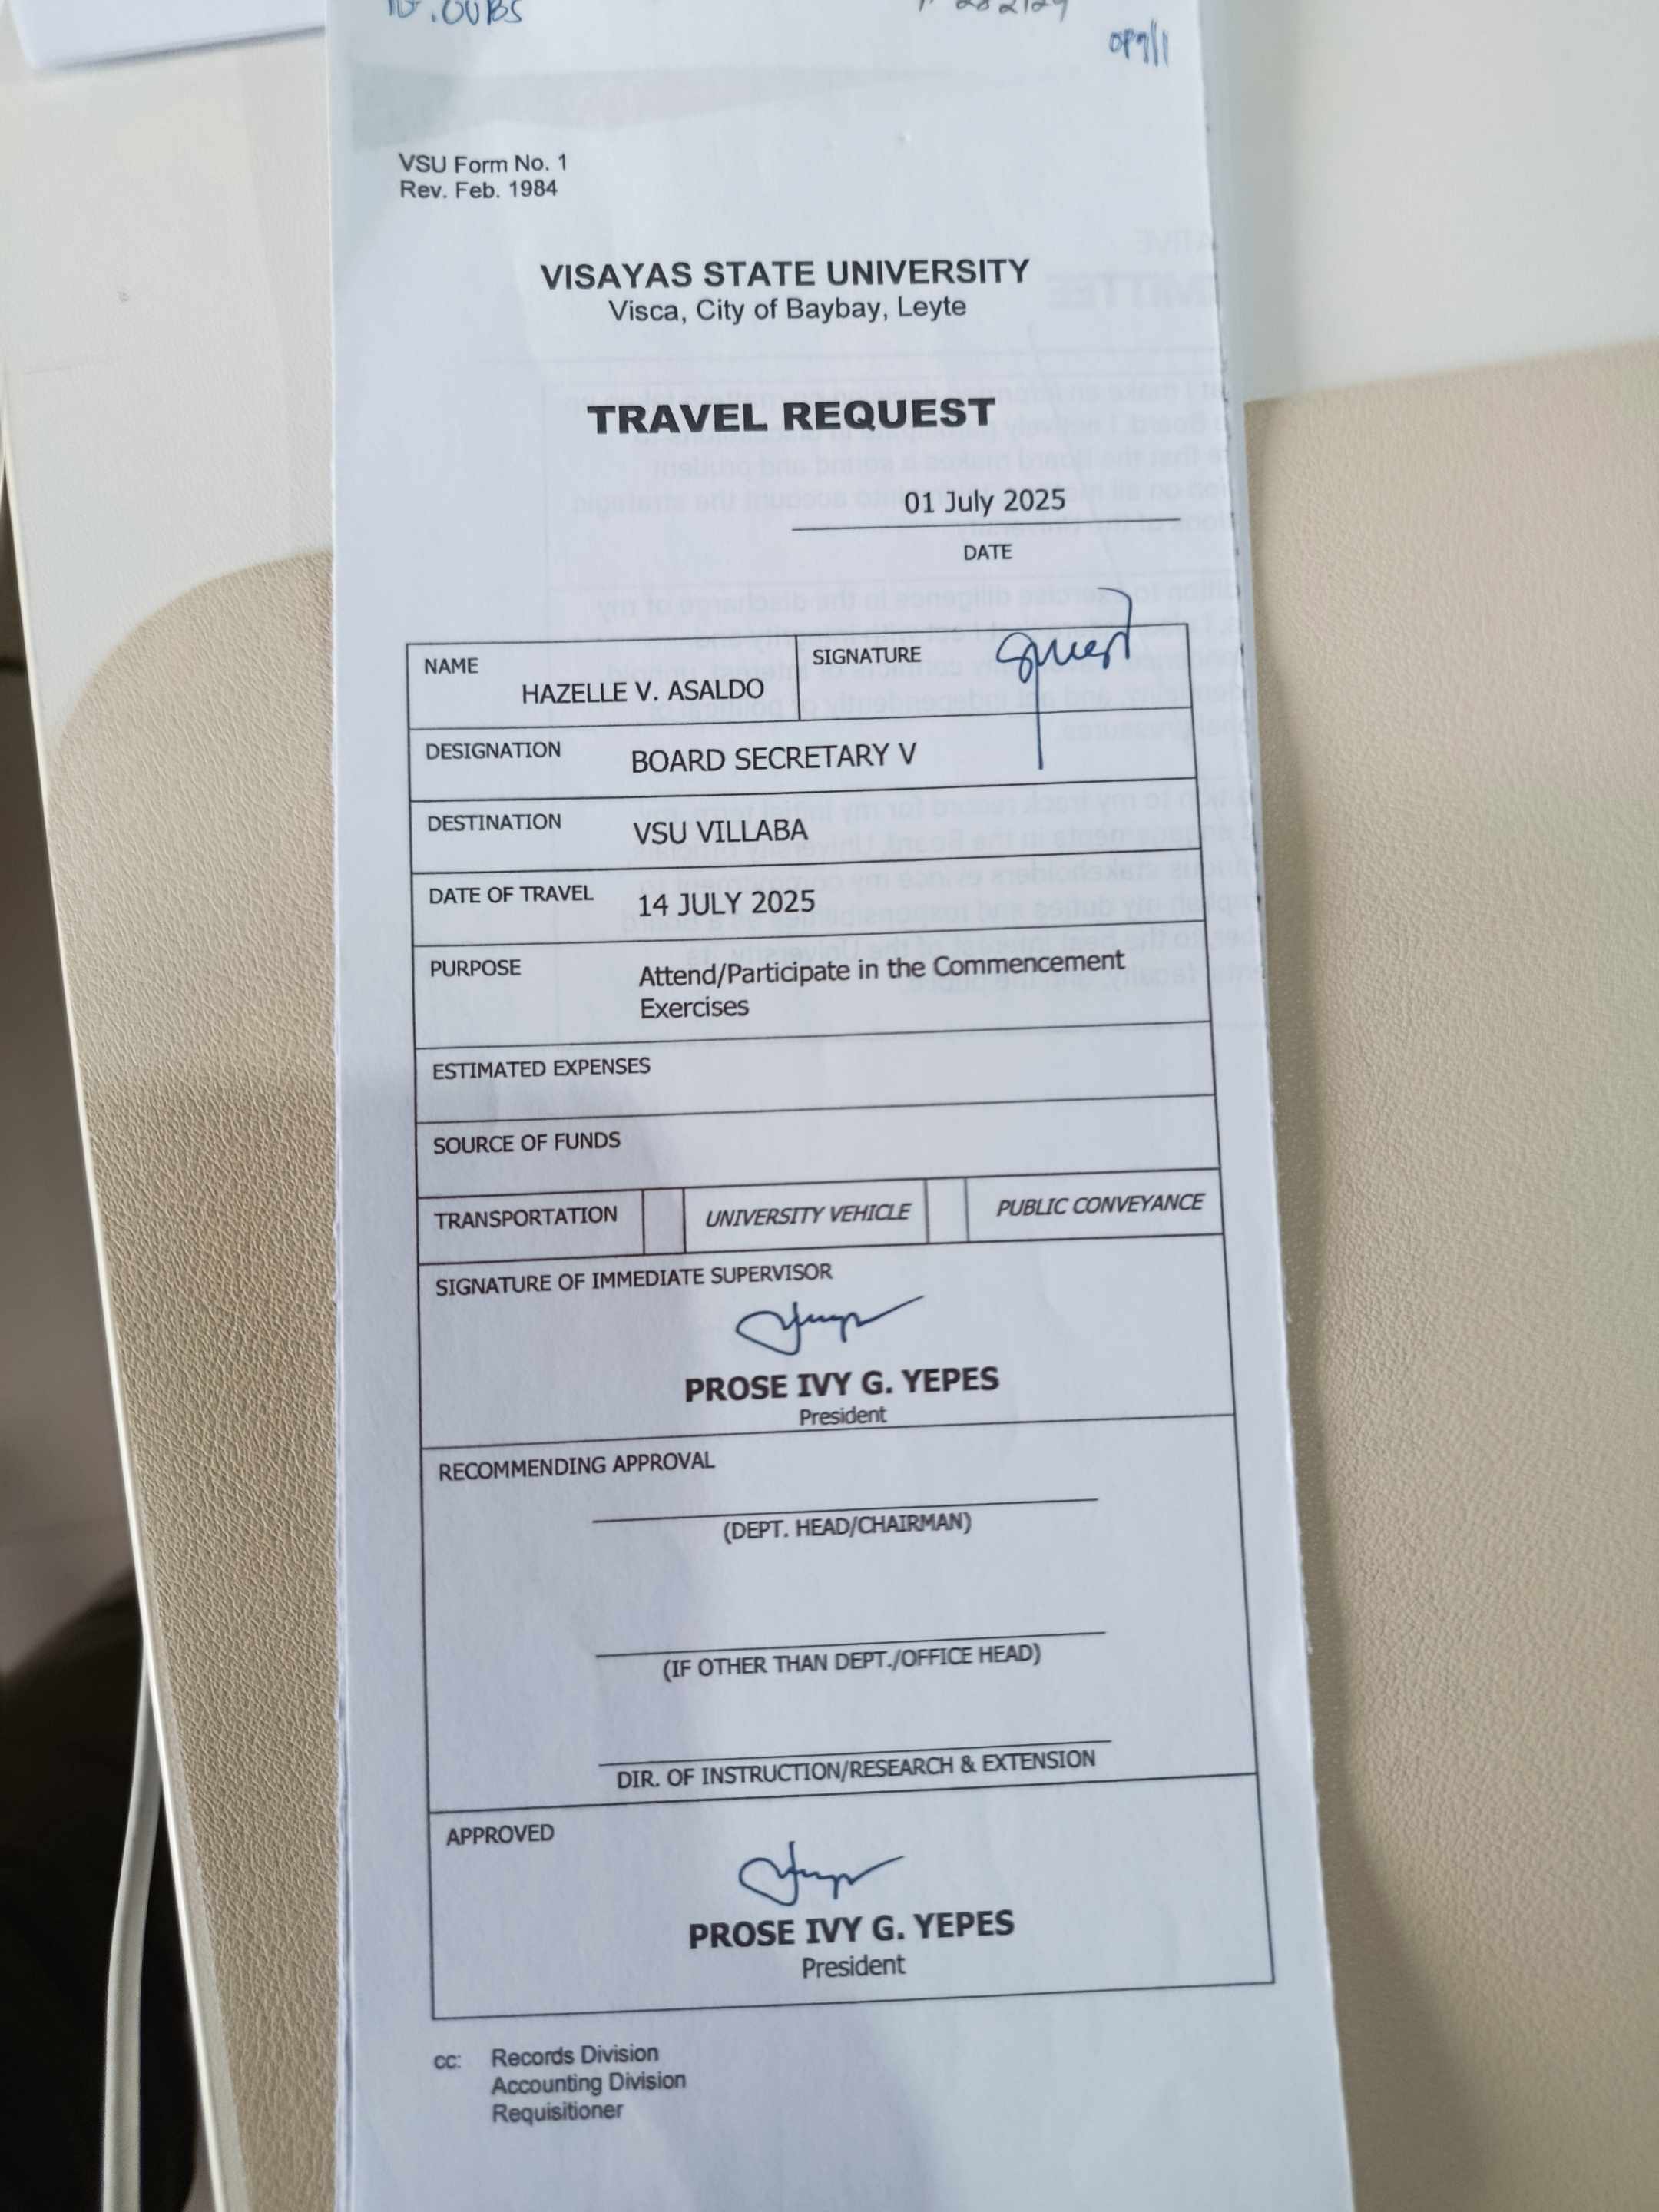 VSU Form No. 1
Rev. Feb. 1984
VISAYAS STATE UNIVERSITY
Visca, City of Baybay, Leyte
TRAVEL REQUEST
01 July 2025
DATE
NAME
HAZELLE V. ASALDO
SIGNATURE
DESIGNATION BOARD SECRETARY V
DESTINATION VSU VILLABA
DATE OF TRAVEL 14 JULY 2025
PURPOSE Attend/Participate in the Commencement
Exercises
ESTIMATED EXPENSES
SOURCE OF FUNDS
TRANSPORTATION UNIVERSITY VEHICLE PUBLIC CONVEYANCE
SIGNATURE OF IMMEDIATE SUPERVISOR
PROSE IVY G. YEPES
President
RECOMMENDING APPROVAL
(DEPT. HEAD/CHAIRMAN)
(IF OTHER THAN DEPT./OFFICE HEAD)
DIR. OF INSTRUCTION/RESEARCH & EXTENSION
APPROVED
PROSE IVY G. YEPES
President
cc: Records Division
Accounting Division
Requisitioner